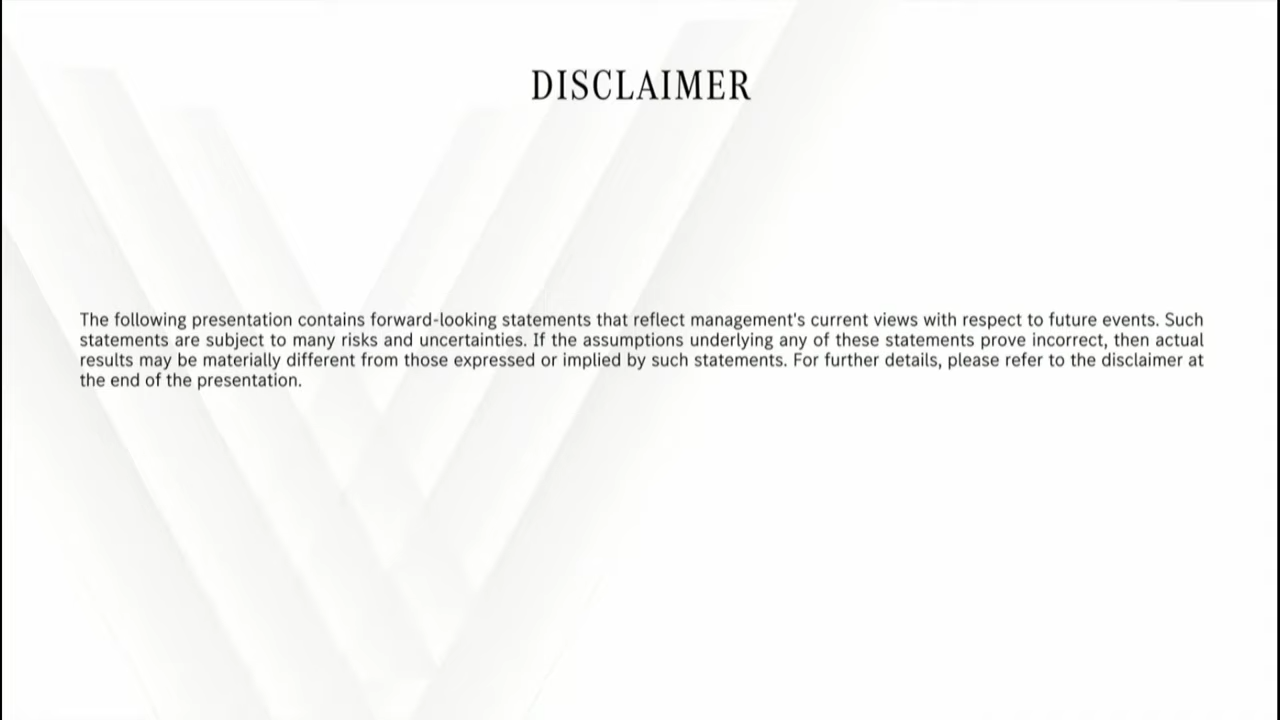 DISCLAIMER
The following presentation contains forward-looking statements that reflect management's current views with respect to future events. Such
statements are subject to many risks and uncertainties. If the assumptions underlying any of these statements prove incorrect, then actual
results may be materially different from those expressed or implied by such statements. For further details, please refer to the disclaimer at
the end of the presentation.